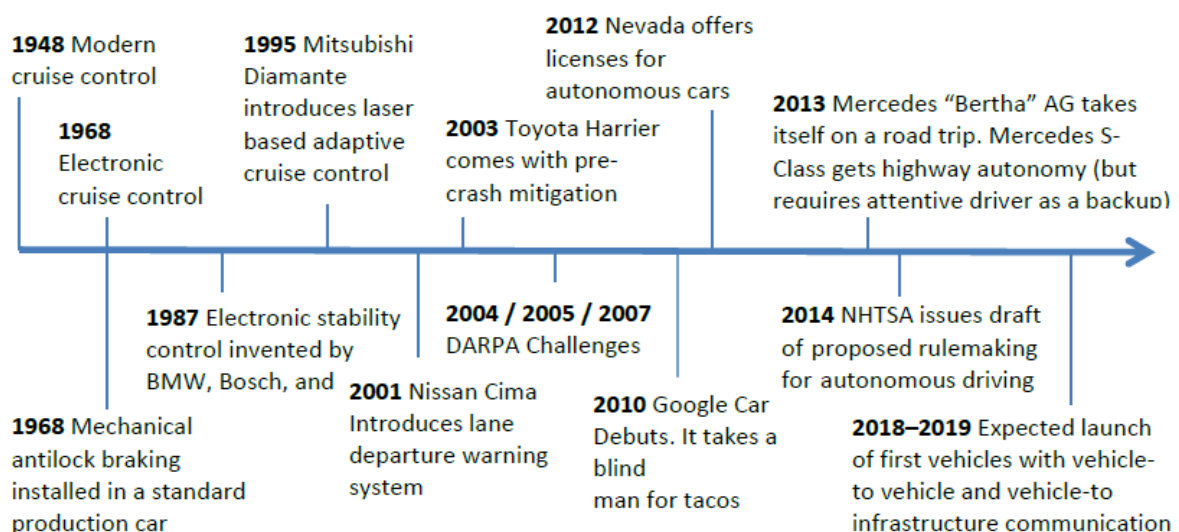 1948 Modern
cruise control
1968
Electronic
cruise control
1995 Mitsubishi
Diamante
introduces laser
based adaptive
cruise control
2003 Toyota Harrier
comes with pre-
crash mitigation
2012 Nevada offers
licenses for
autonomous cars
2013 Mercedes “Bertha” AG takes
itself on a road trip. Mercedes S-
Class gets highway autonomy (but
requires attentive driver as a backup)
1968 Mechanical
antilock braking
installed in a standard
production car
1987 Electronic stability
control invented by
BMW, Bosch, and
2001 Nissan Cima
Introduces lane
departure warning
system
2004 / 2005 / 2007
DARPA Challenges
2010 Google Car
Debuts. It takes a
blind
man for tacos
2014 NHTSA issues draft
of proposed rulemaking
for autonomous driving
2018–2019 Expected launch
of first vehicles with vehicle-
to vehicle and vehicle-to
infrastructure communication